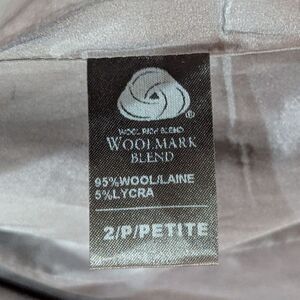 ®
WOOL RICH BLEND
WOOLMARK
BLEND
95%WOOL/LAINE
5%LYCRA
2/P/PETITE